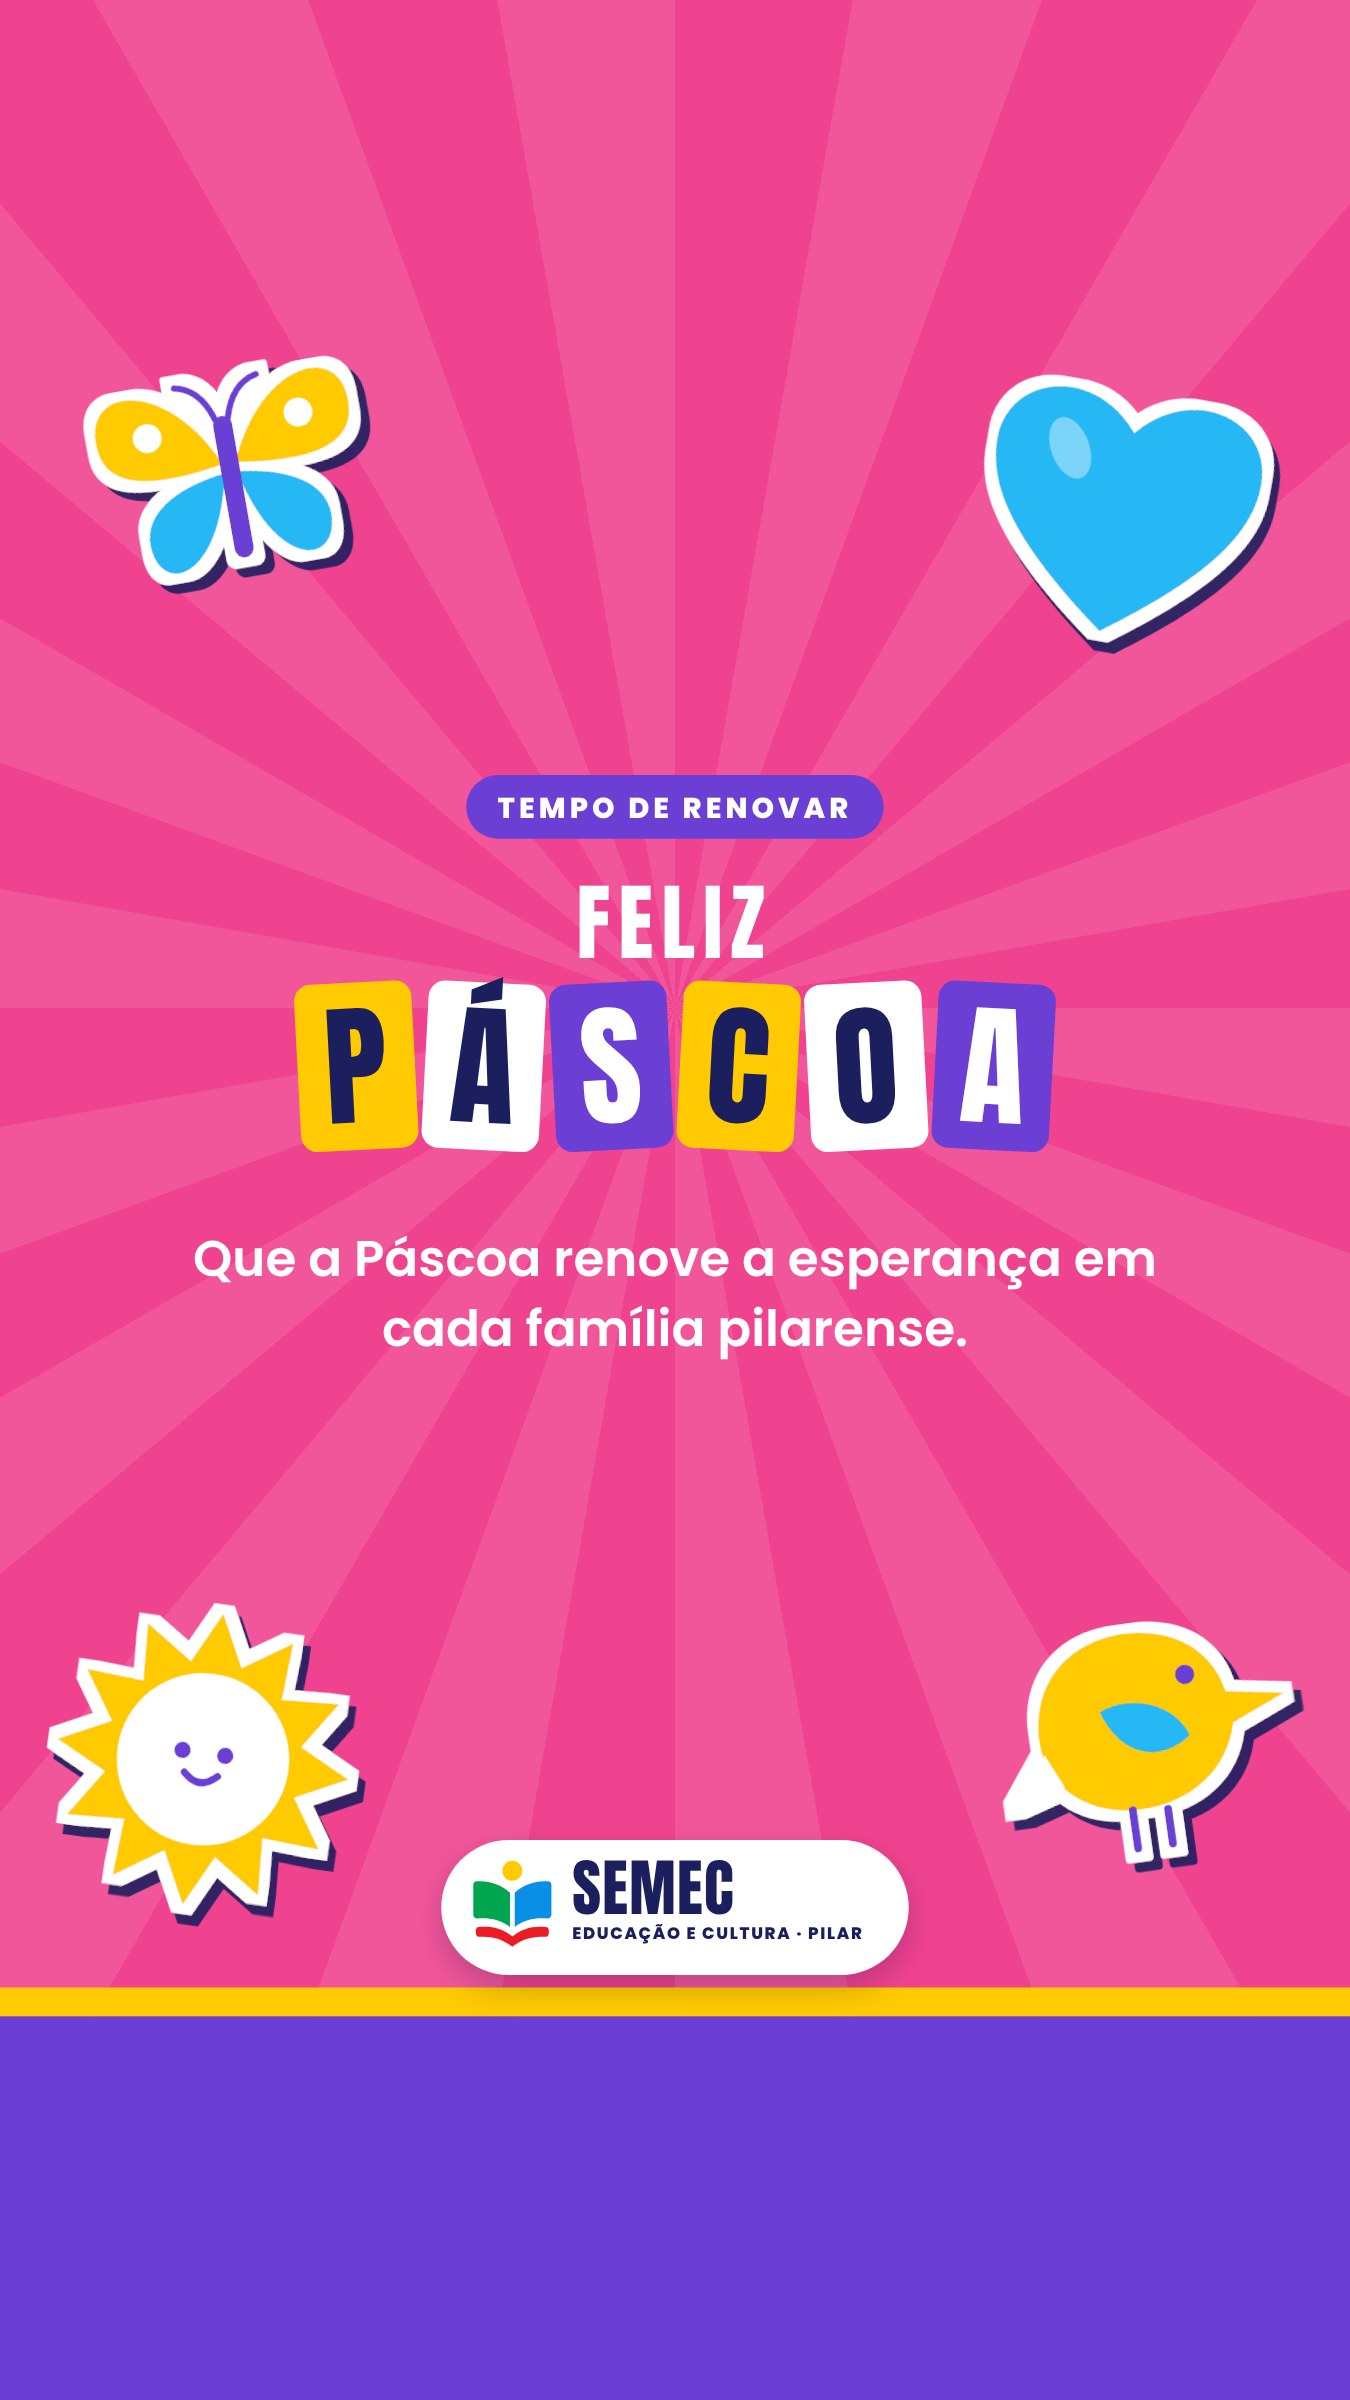 TEMPO DE RENOVAR
FELIZ
PÁSCOA
Que a Páscoa renove a esperança em
cada família pilarense.
SEMEC
EDUCAÇÃO E CULTURA · PILAR